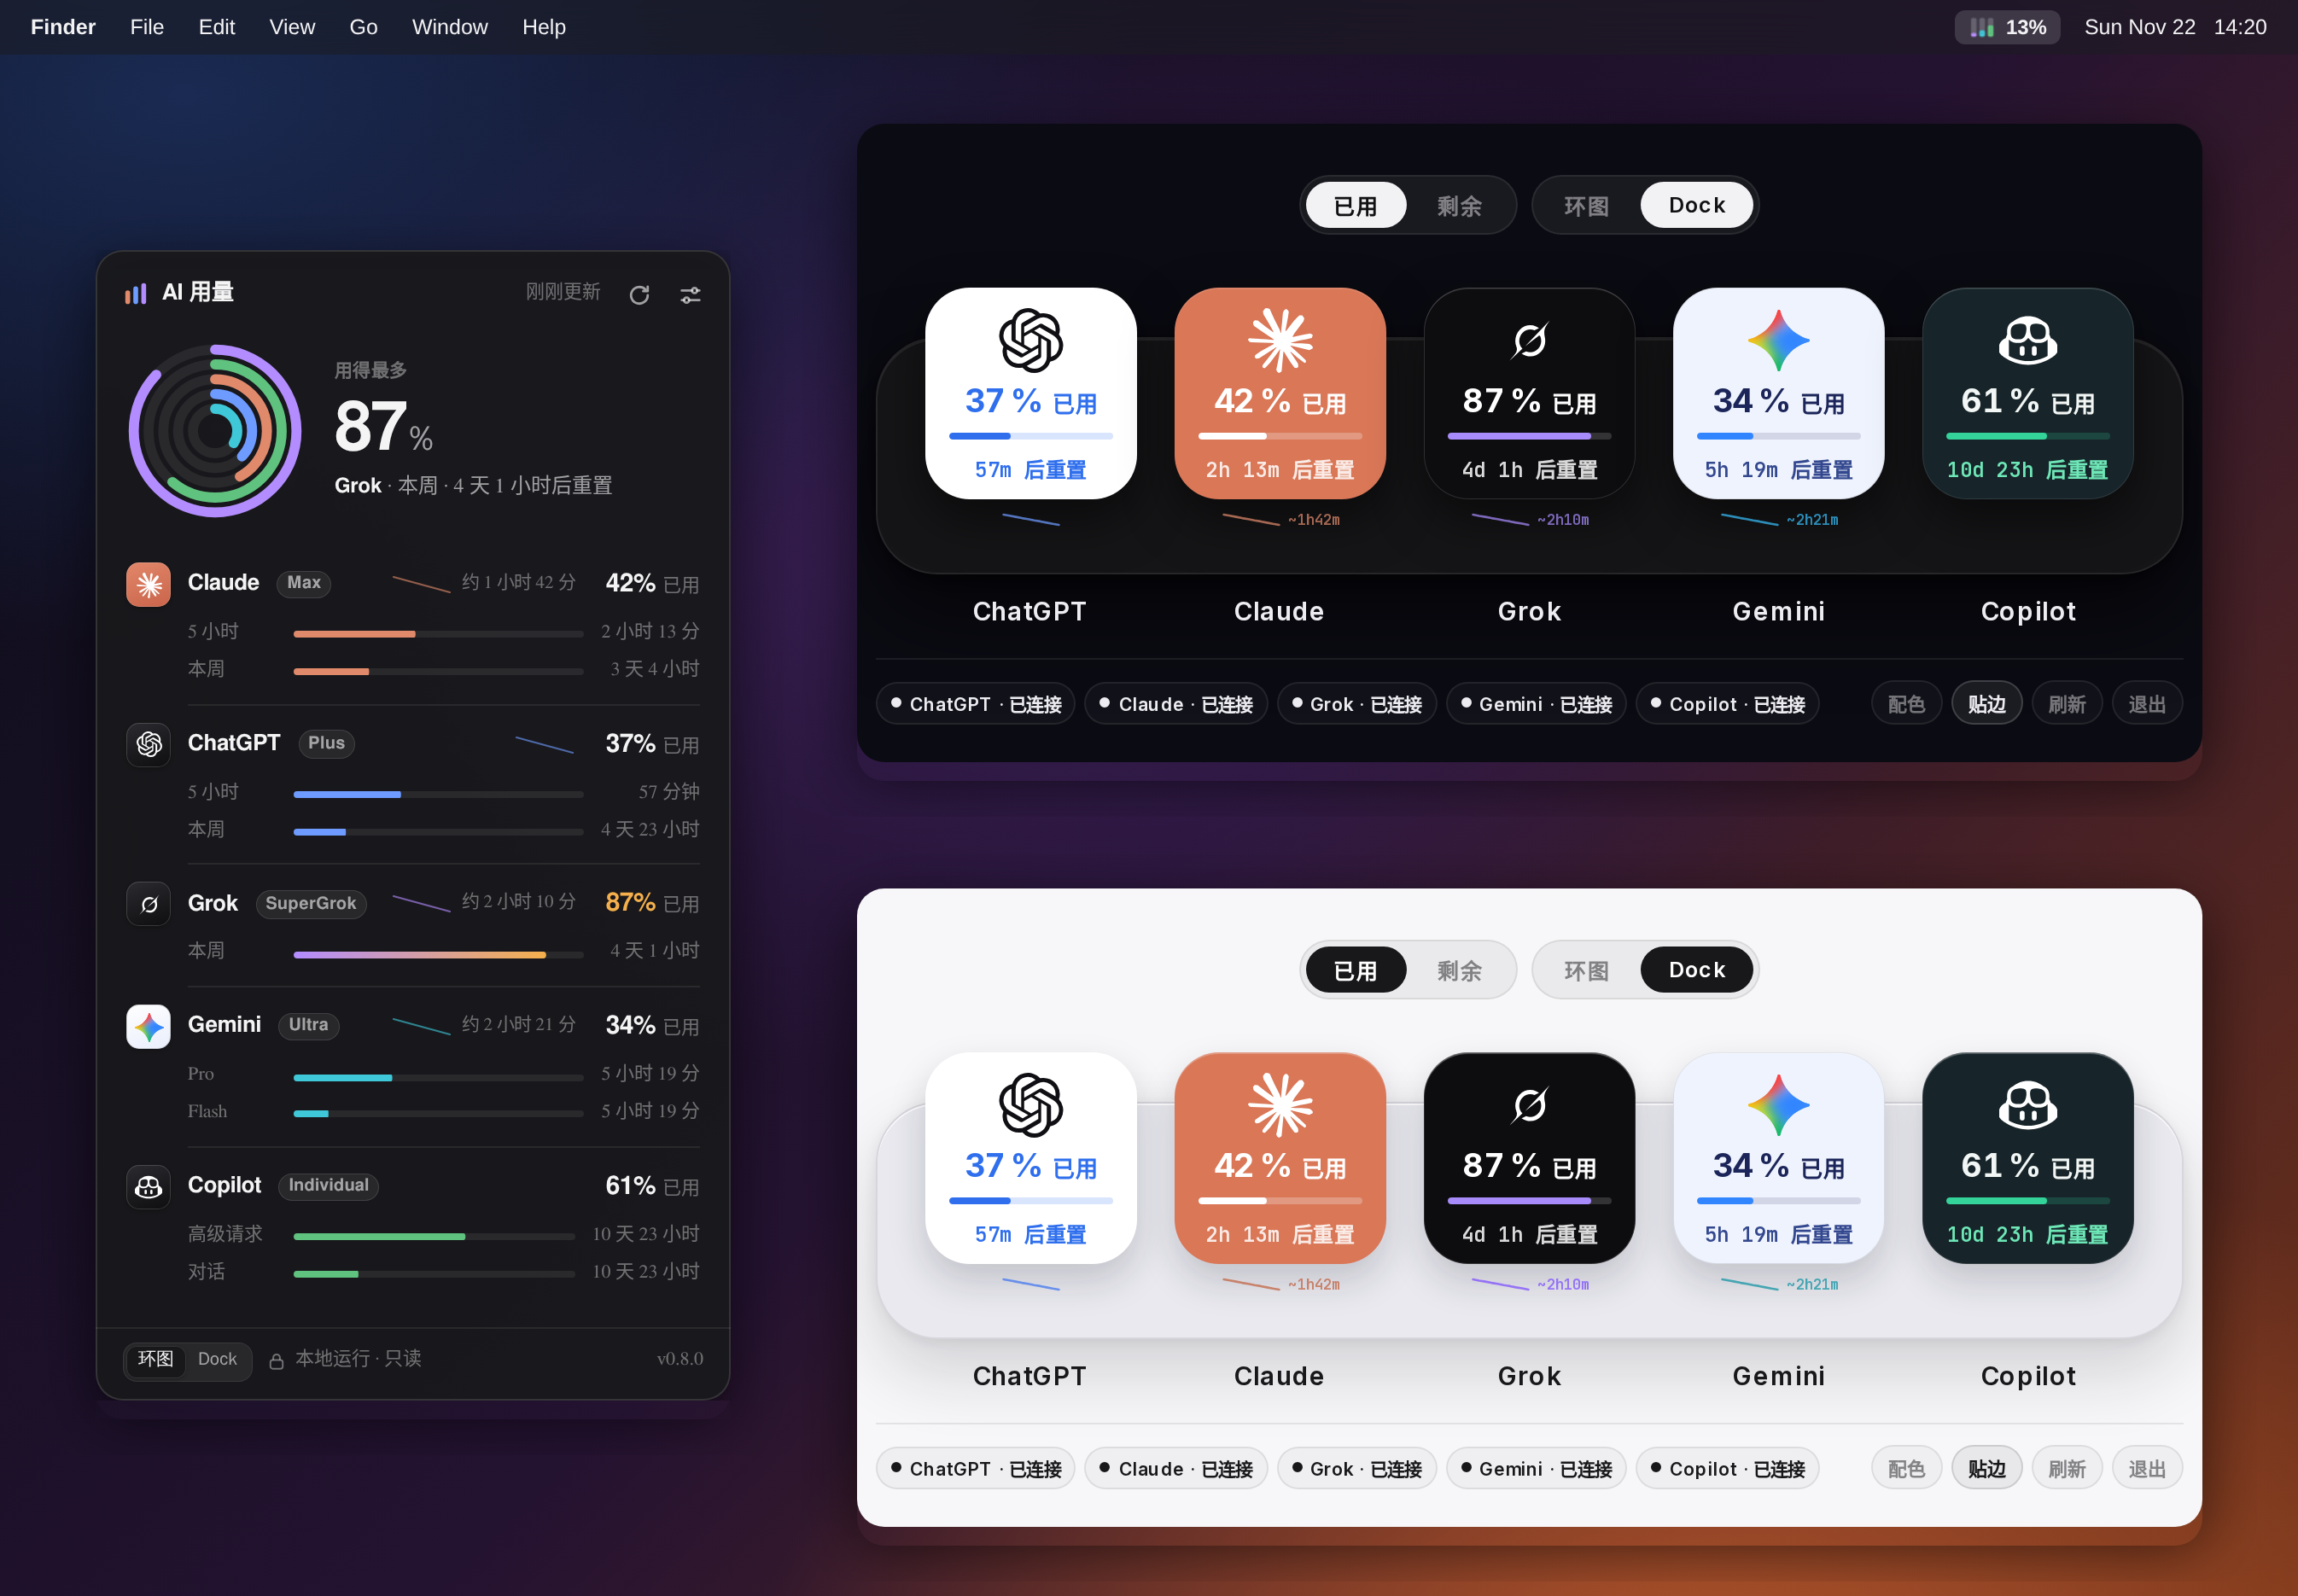 Finder File Edit View Go Window Help 13% Sun Nov 22 14:20
AI 用量 刚刚更新
用得最多
87%
Grok · 本周 · 4 天 1 小时后重置
Claude Max 约 1 小时 42 分 42% 已用
5 小时 2 小时 13 分
本周 3 天 4 小时
ChatGPT Plus 37% 已用
5 小时 57 分钟
本周 4 天 23 小时
Grok SuperGrok 约 2 小时 10 分 87% 已用
本周 4 天 1 小时
Gemini Ultra 约 2 小时 21 分 34% 已用
Pro 5 小时 19 分
Flash 5 小时 19 分
Copilot Individual 61% 已用
高级请求 10 天 23 小时
对话 10 天 23 小时
环图 Dock 本地运行 · 只读 v0.8.0
已用 剩余 环图 Dock
37 % 已用 42 % 已用 87 % 已用 34 % 已用 61 % 已用
57m 后重置 2h 13m 后重置 4d 1h 后重置 5h 19m 后重置 10d 23h 后重置
~1h42m ~2h10m ~2h21m
ChatGPT Claude Grok Gemini Copilot
ChatGPT · 已连接 Claude · 已连接 Grok · 已连接 Gemini · 已连接 Copilot · 已连接 配色 贴边 刷新 退出
已用 剩余 环图 Dock
37 % 已用 42 % 已用 87 % 已用 34 % 已用 61 % 已用
57m 后重置 2h 13m 后重置 4d 1h 后重置 5h 19m 后重置 10d 23h 后重置
~1h42m ~2h10m ~2h21m
ChatGPT Claude Grok Gemini Copilot
ChatGPT · 已连接 Claude · 已连接 Grok · 已连接 Gemini · 已连接 Copilot · 已连接 配色 贴边 刷新 退出